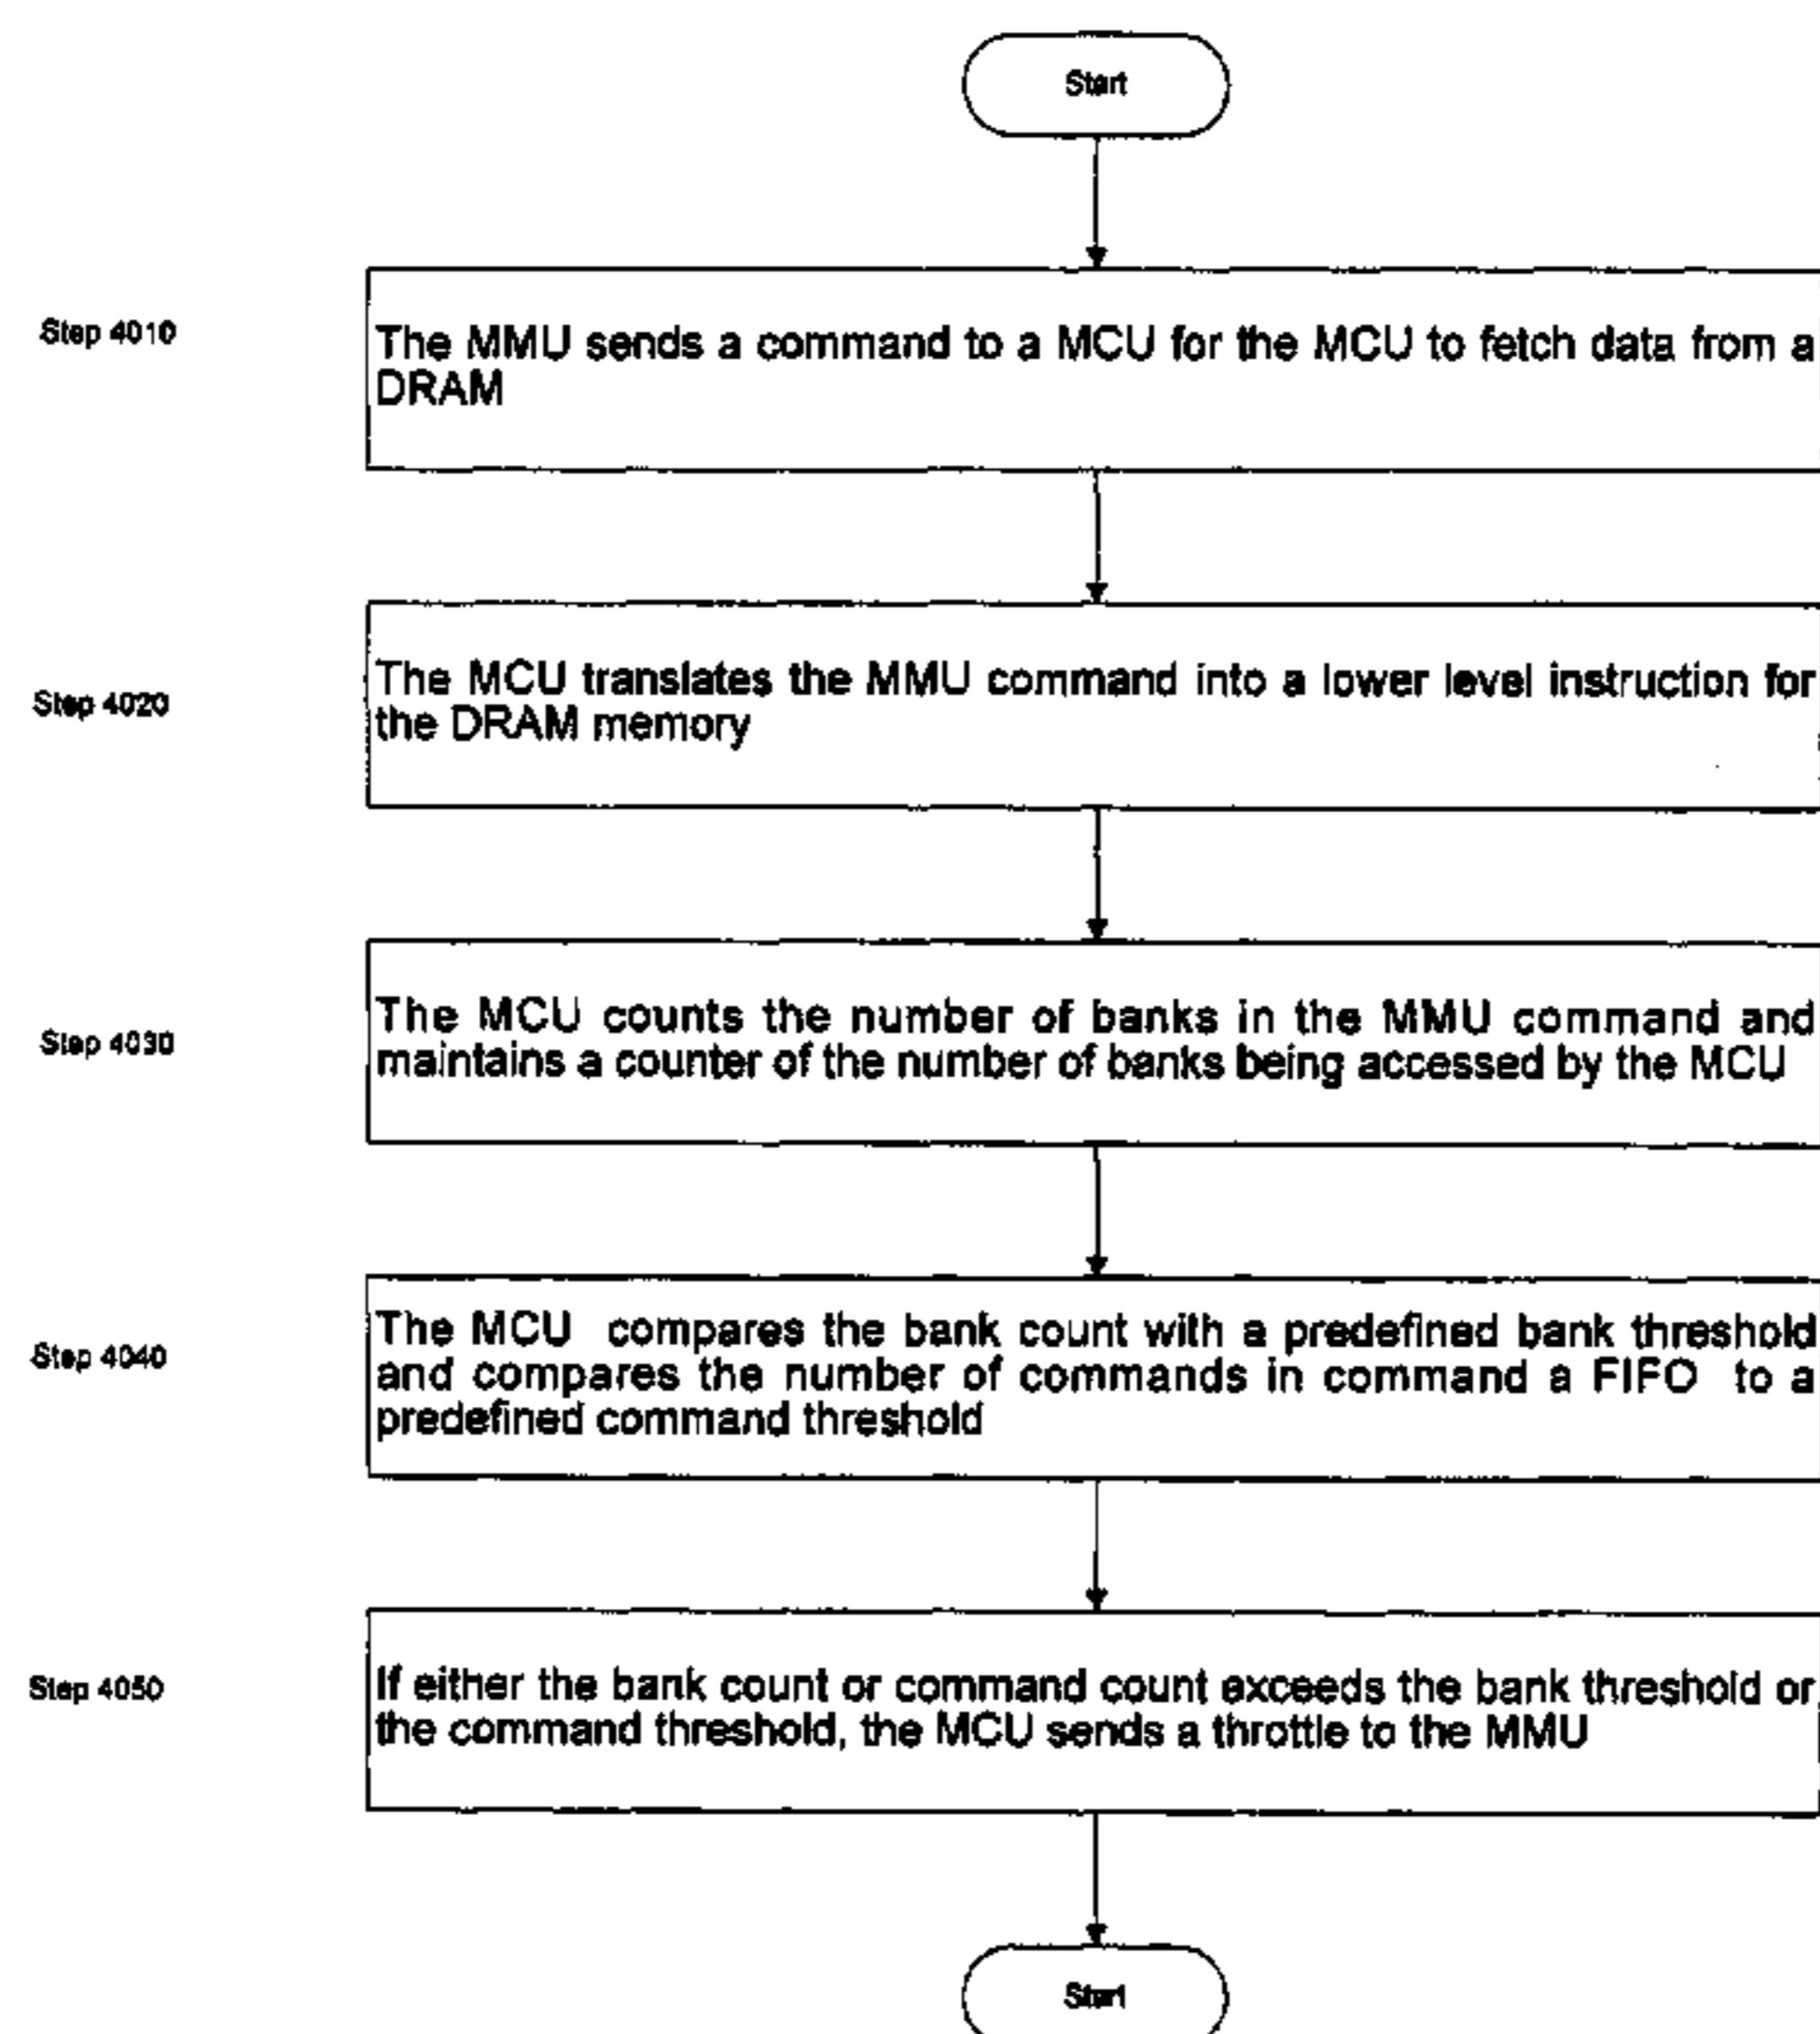 Start
Step 4010
The MMU sends a command to a MCU for the MCU to fetch data from a
DRAM
Step 4020
The MCU translates the MMU command into a lower level instruction for
the DRAM memory
Step 4030
The MCU counts the number of banks in the MMU command and
maintains a counter of the number of banks being accessed by the MCU
Step 4040
The MCU compares the bank count with a predefined bank threshold
and compares the number of commands in command a FIFO to a
predefined command threshold
Step 4050
If either the bank count or command count exceeds the bank threshold or
the command threshold, the MCU sends a throttle to the MMU
Start